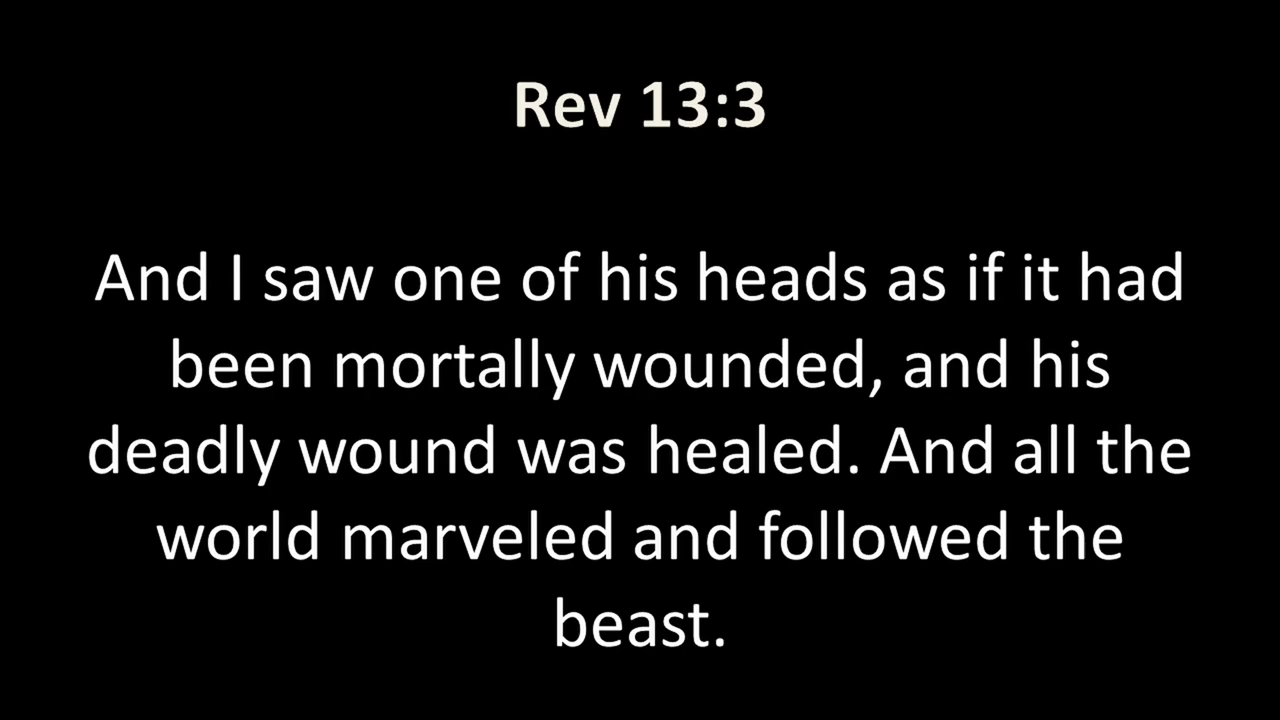 Rev 13:3
And I saw one of his heads as if it had
been mortally wounded, and his
deadly wound was healed. And all the
world marveled and followed the
beast.